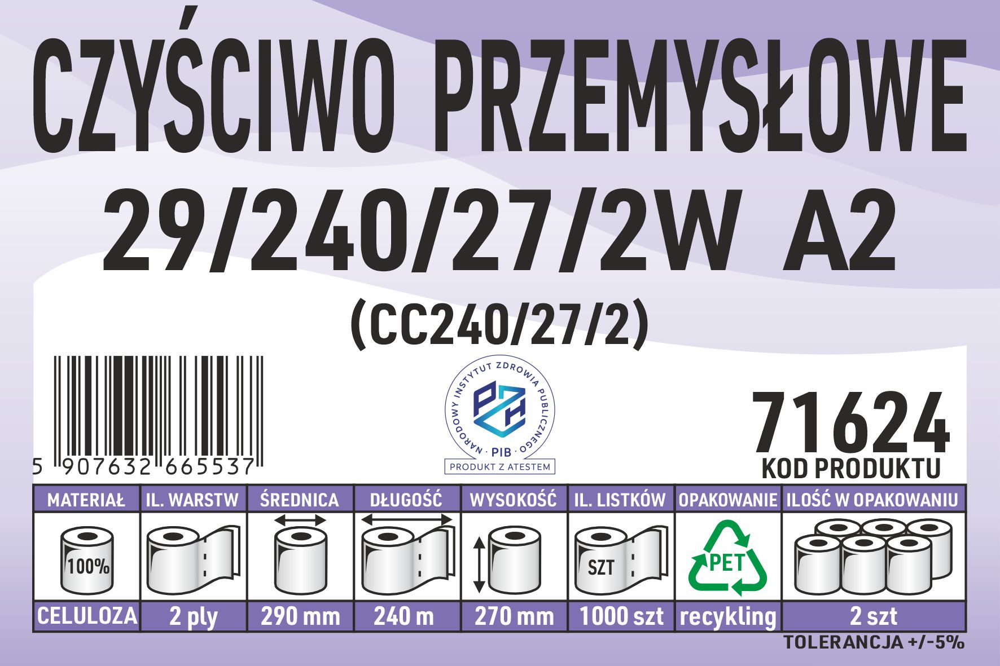 CZYŚCIWO PRZEMYSŁOWE
29/240/27/2W A2
(CC240/27/2)
5 907632 665537
NARODOWY INSTYTUT ZDROWIA PUBLICZNEGO · PIB ·
PZH
PRODUKT Z ATESTEM
71624
KOD PRODUKTU
MATERIAŁ IL. WARSTW ŚREDNICA DŁUGOŚĆ WYSOKOŚĆ IL. LISTKÓW OPAKOWANIE ILOŚĆ W OPAKOWANIU
100% SZT PET
CELULOZA 2 ply 290 mm 240 m 270 mm 1000 szt recykling 2 szt
TOLERANCJA +/-5%